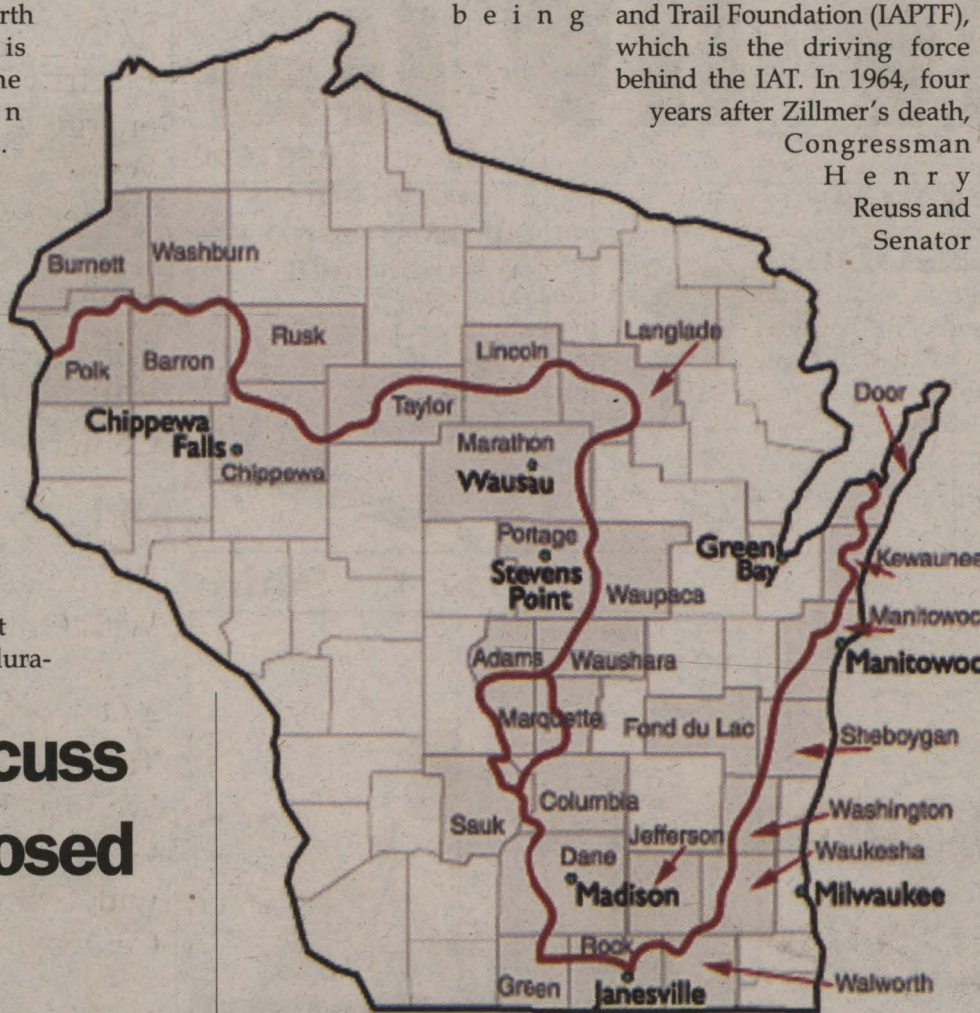 rth
is
ne
n
.
being
and Trail Foundation (IAPTF),
which is the driving force
behind the IAT. In 1964, four
years after Zillmer's death,
Congressman
Henry
Reuss and
Senator
Burnett
Washburn
Polk
Barron
Rusk
Lincoln
Langlade
Taylor
Door
Chippewa
Falls
Chippewa
Marathon
Wausau
Portage
Stevens
Point
Waupaca
Green
Bay
Kewaunee
Manitowoc
Manitowoc
Adams
Waushara
Marquette
Fond du Lac
Sheboygan
Columbia
Sauk
Jefferson
Washington
Waukesha
Dane
Madison
Milwaukee
Rock
Green
Janesville
Walworth
t
dura-
cuss
osed